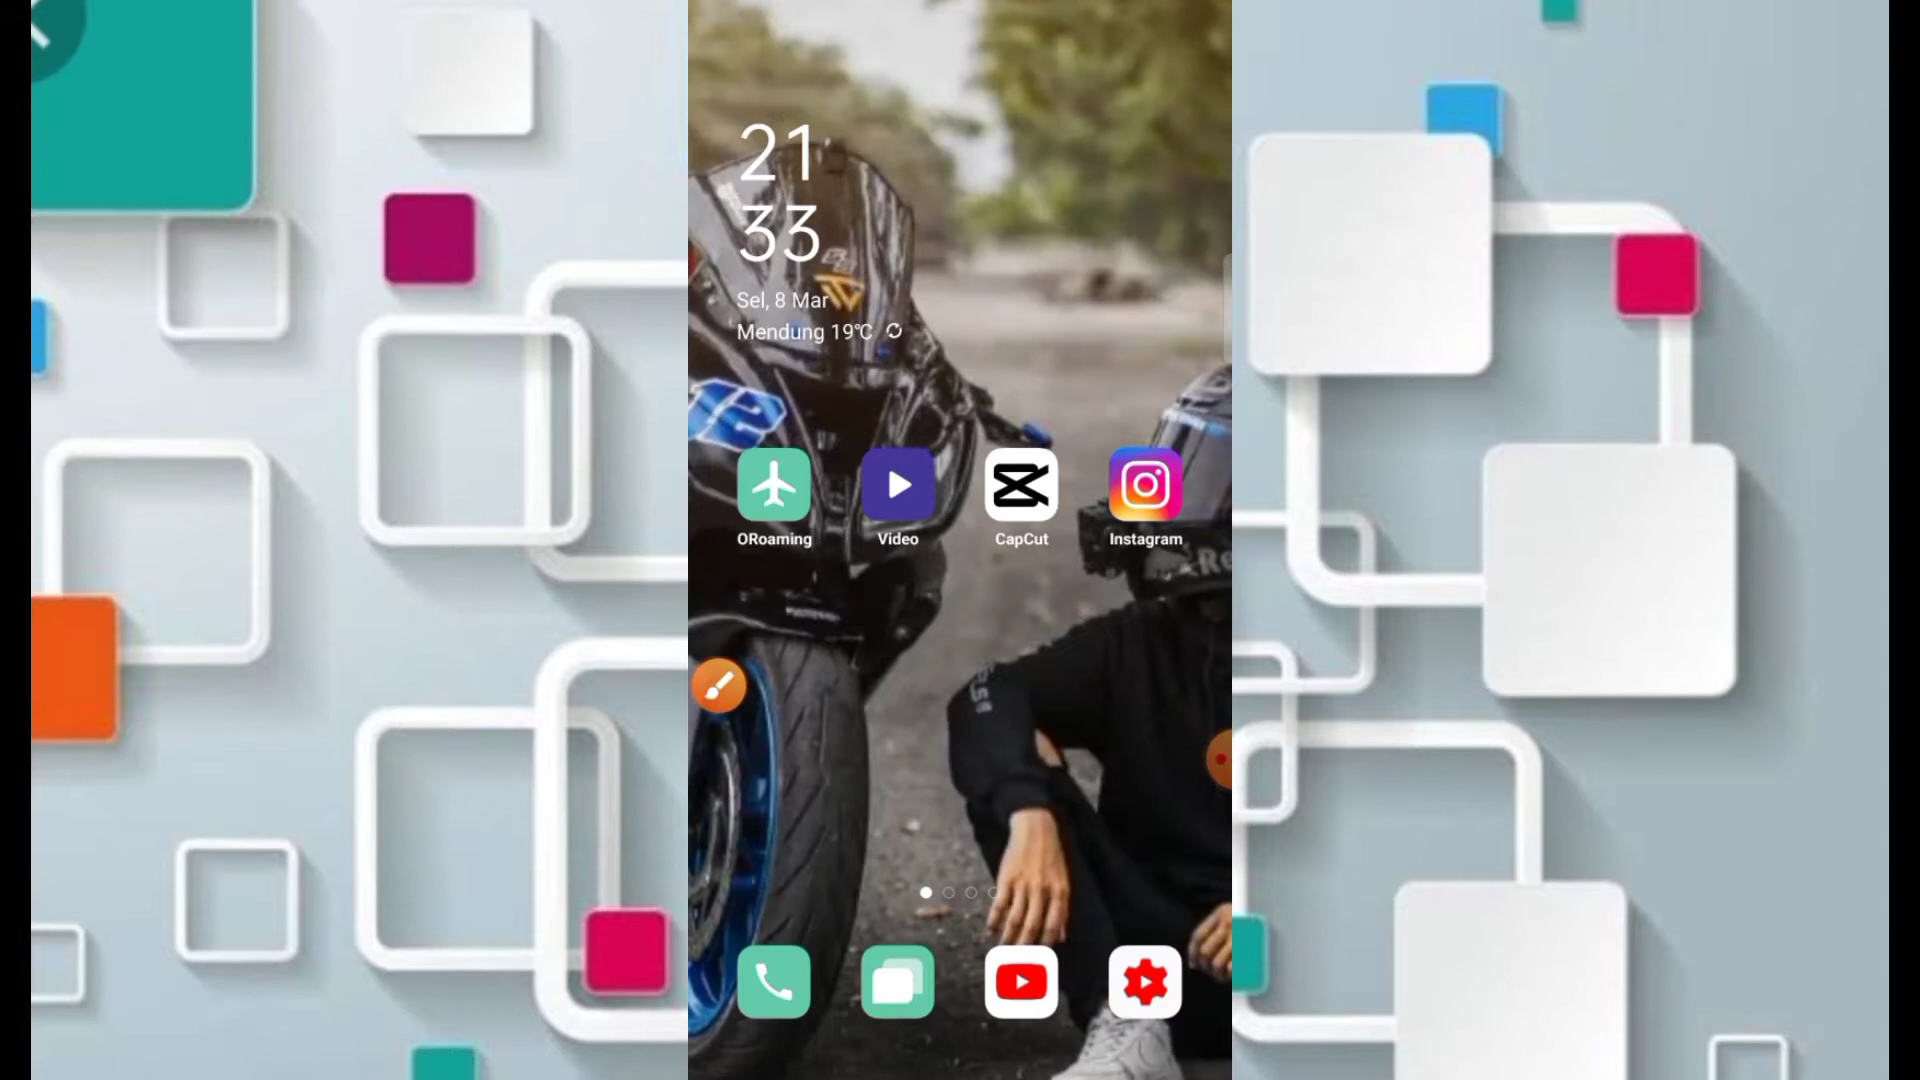 21
33
Sel, 8 Mar
Mendung 19°C
ORoaming
Video
CapCut
Instagram